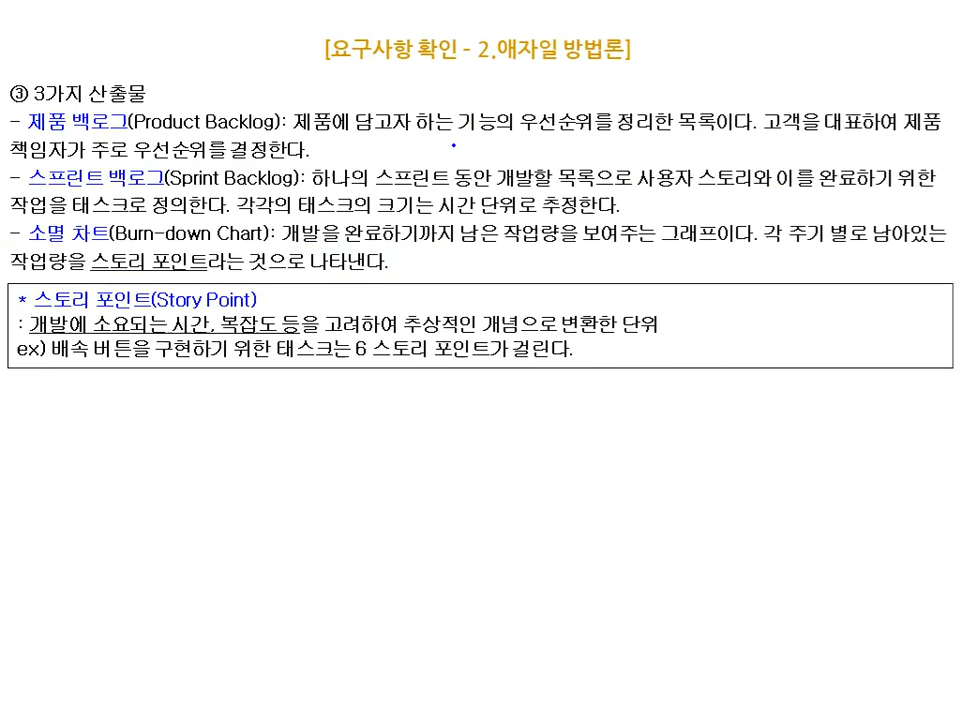 [요구사항 확인 - 2.애자일 방법론]
③ 3가지 산출물
- 제품 백로그(Product Backlog): 제품에 담고자 하는 기능의 우선순위를 정리한 목록이다. 고객을 대표하여 제품
책임자가 주로 우선순위를 결정한다.
- 스프린트 백로그(Sprint Backlog): 하나의 스프린트 동안 개발할 목록으로 사용자 스토리와 이를 완료하기 위한
작업을 태스크로 정의한다. 각각의 태스크의 크기는 시간 단위로 추정한다.
- 소멸 차트(Burn-down Chart): 개발을 완료하기까지 남은 작업량을 보여주는 그래프이다. 각 주기 별로 남아있는
작업량을 스토리 포인트라는 것으로 나타낸다.
* 스토리 포인트(Story Point)
: 개발에 소요되는 시간, 복잡도 등을 고려하여 추상적인 개념으로 변환한 단위
ex) 배속 버튼을 구현하기 위한 태스크는 6 스토리 포인트가 걸린다.